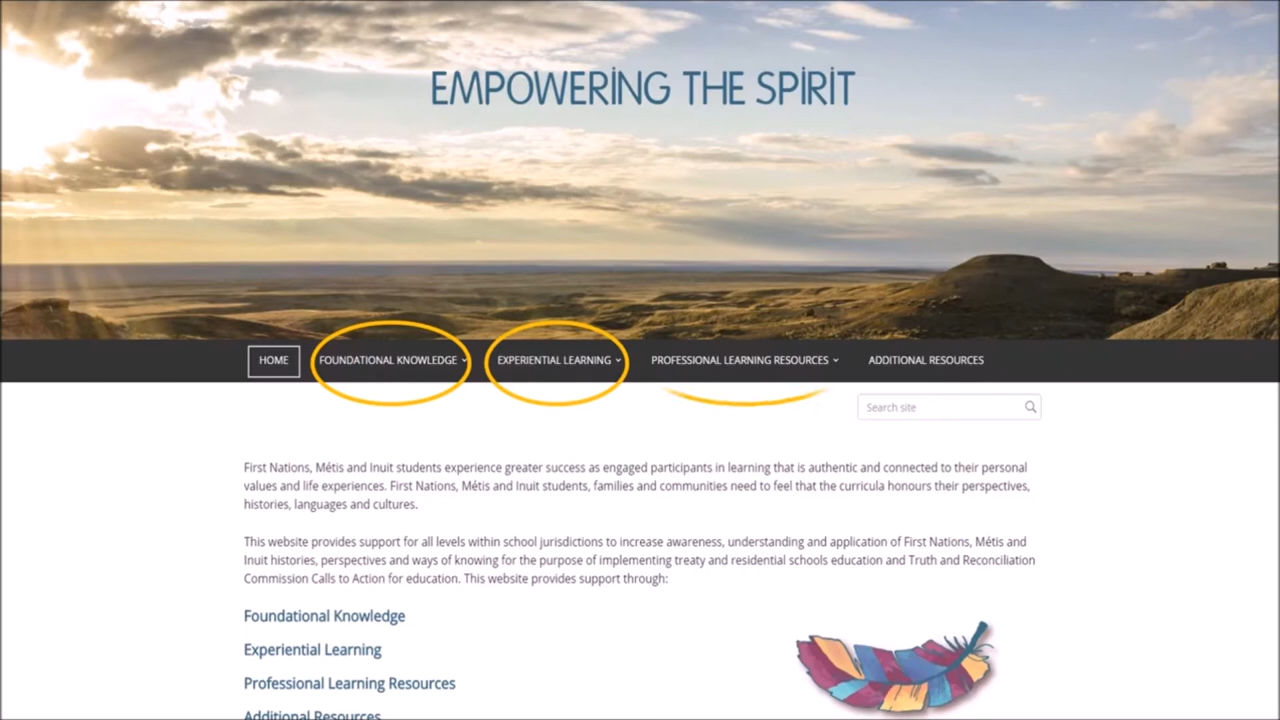 EMPOWERING THE SPIRIT
HOME FOUNDATIONAL KNOWLEDGE EXPERIENTIAL LEARNING PROFESSIONAL LEARNING RESOURCES ADDITIONAL RESOURCES
Search site
First Nations, Métis and Inuit students experience greater success as engaged participants in learning that is authentic and connected to their personal
values and life experiences. First Nations, Métis and Inuit students, families and communities need to feel that the curricula honours their perspectives,
histories, languages and cultures.
This website provides support for all levels within school jurisdictions to increase awareness, understanding and application of First Nations, Métis and
Inuit histories, perspectives and ways of knowing for the purpose of implementing treaty and residential schools education and Truth and Reconciliation
Commission Calls to Action for education. This website provides support through:
Foundational Knowledge
Experiential Learning
Professional Learning Resources
Additional Resources